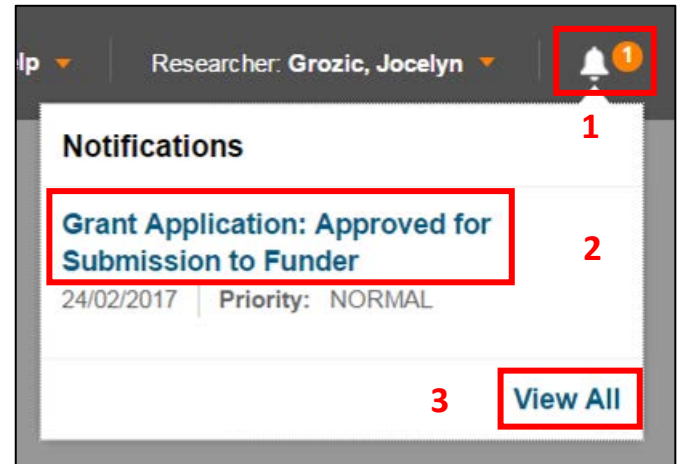 lp Researcher: Grozic, Jocelyn 1
1
Notifications
Grant Application: Approved for
Submission to Funder
2
24/02/2017 Priority: NORMAL
3 View All